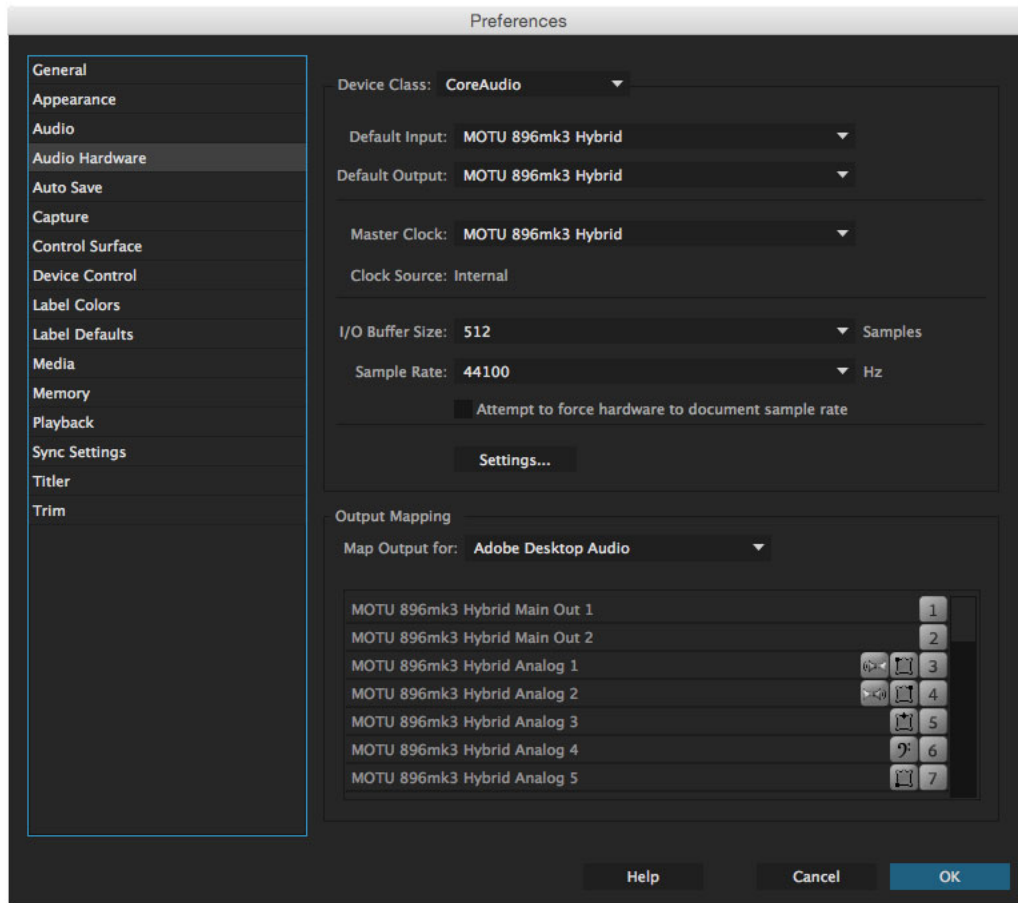 Preferences
General
Appearance
Audio
Audio Hardware
Auto Save
Capture
Control Surface
Device Control
Label Colors
Label Defaults
Media
Memory
Playback
Sync Settings
Titler
Trim
Device Class: CoreAudio
Default Input: MOTU 896mk3 Hybrid
Default Output: MOTU 896mk3 Hybrid
Master Clock: MOTU 896mk3 Hybrid
Clock Source: Internal
I/O Buffer Size: 512 Samples
Sample Rate: 44100 Hz
Attempt to force hardware to document sample rate
Settings...
Output Mapping
Map Output for: Adobe Desktop Audio
MOTU 896mk3 Hybrid Main Out 1 1
MOTU 896mk3 Hybrid Main Out 2 2
MOTU 896mk3 Hybrid Analog 1 3
MOTU 896mk3 Hybrid Analog 2 4
MOTU 896mk3 Hybrid Analog 3 5
MOTU 896mk3 Hybrid Analog 4 6
MOTU 896mk3 Hybrid Analog 5 7
Help Cancel OK